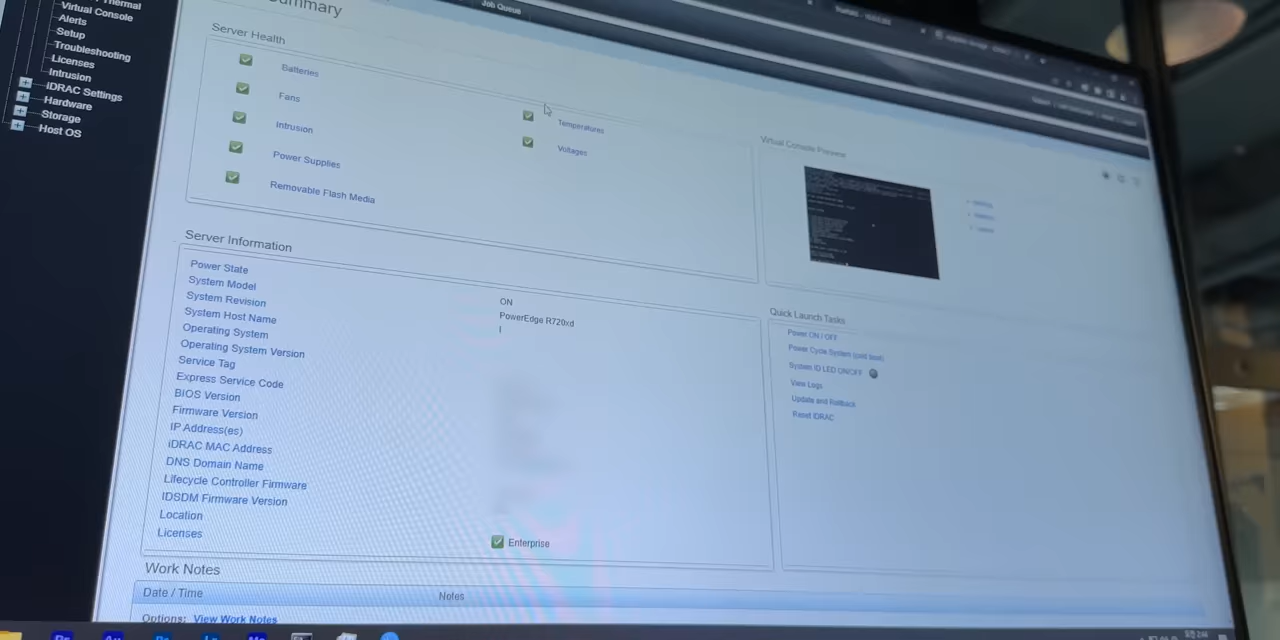 Thermal
Virtual Console
Alerts
Setup
Troubleshooting
Licenses
Intrusion
iDRAC Settings
Hardware
Storage
Host OS
Summary
Job Queue
Server Health
Batteries
Fans
Intrusion
Power Supplies
Removable Flash Media
Temperatures
Voltages
Virtual Console Preview
Server Information
Power State
System Model
System Revision
System Host Name
Operating System
Operating System Version
Service Tag
Express Service Code
BIOS Version
Firmware Version
IP Address(es)
iDRAC MAC Address
DNS Domain Name
Lifecycle Controller Firmware
IDSDM Firmware Version
Location
Licenses
ON
PowerEdge R720xd
I
Enterprise
Quick Launch Tasks
Power ON / OFF
Power Cycle System (cold boot)
System ID LED ON/OFF
View Logs
Update and Rollback
Reset iDRAC
Work Notes
Date / Time Notes
Options: View Work Notes